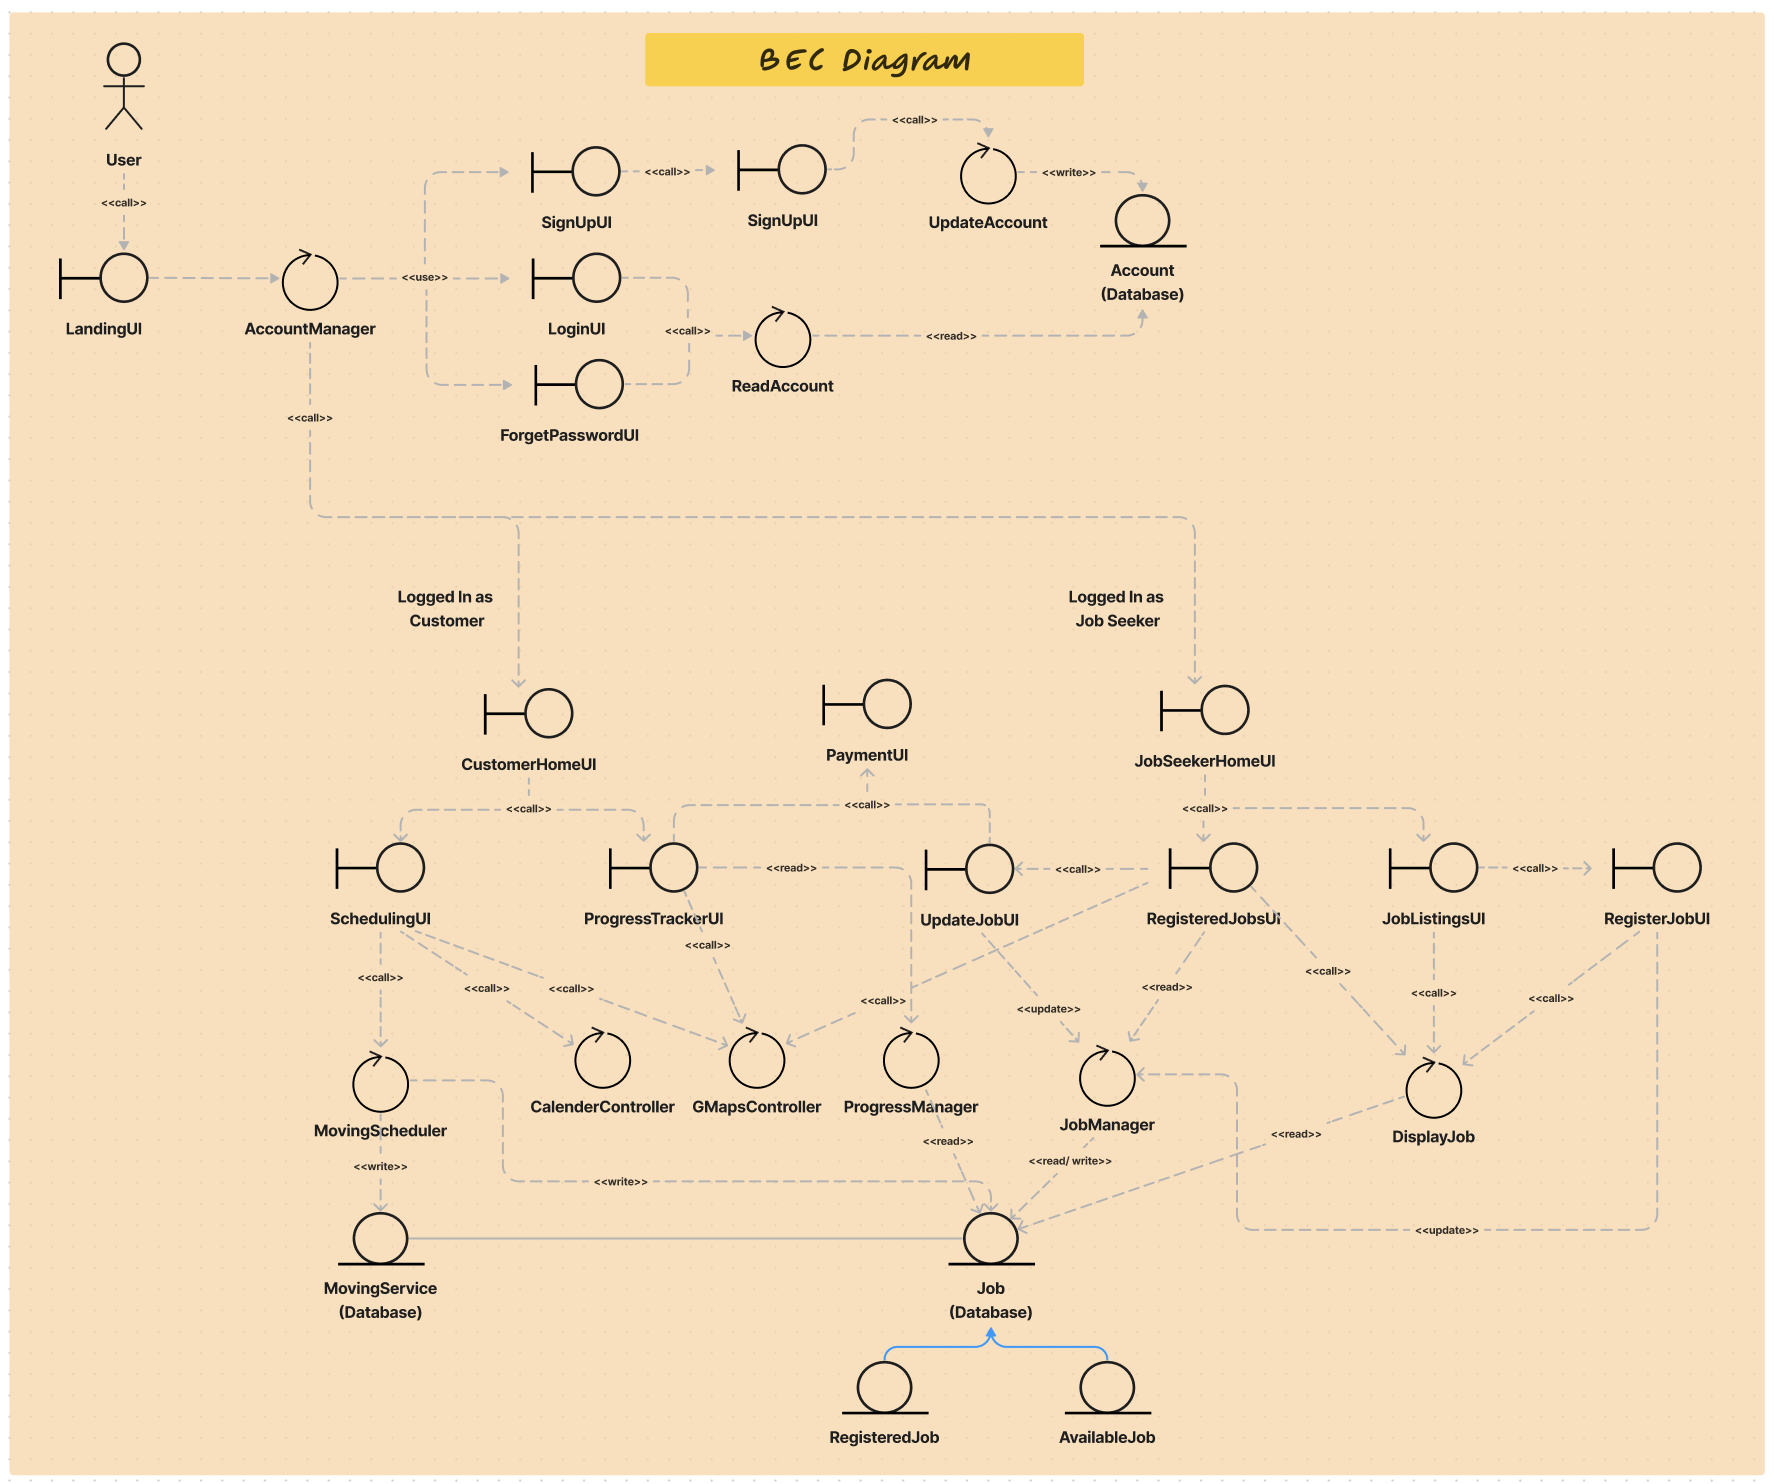 BEC Diagram
User
<<call>>
<<call>>
<<call>>
<<write>>
SignUpUI
SignUpUI
UpdateAccount
Account
(Database)
<<use>>
LandingUI
AccountManager
LoginUI
<<call>>
<<read>>
ReadAccount
<<call>>
ForgetPasswordUI
Logged In as
Customer
Logged In as
Job Seeker
CustomerHomeUI
PaymentUI
JobSeekerHomeUI
<<call>>
<<call>>
<<call>>
<<read>>
<<call>>
<<call>>
SchedulingUI
ProgressTrackerUI
UpdateJobUI
RegisteredJobsUI
JobListingsUI
RegisterJobUI
<<call>>
<<call>>
<<call>>
<<call>>
<<call>>
<<call>>
<<update>>
<<read>>
<<call>>
<<call>>
<<call>>
CalenderController
GMapsController
ProgressManager
JobManager
DisplayJob
MovingScheduler
<<write>>
<<write>>
<<read>>
<<read/ write>>
<<read>>
<<update>>
MovingService
(Database)
Job
(Database)
RegisteredJob
AvailableJob